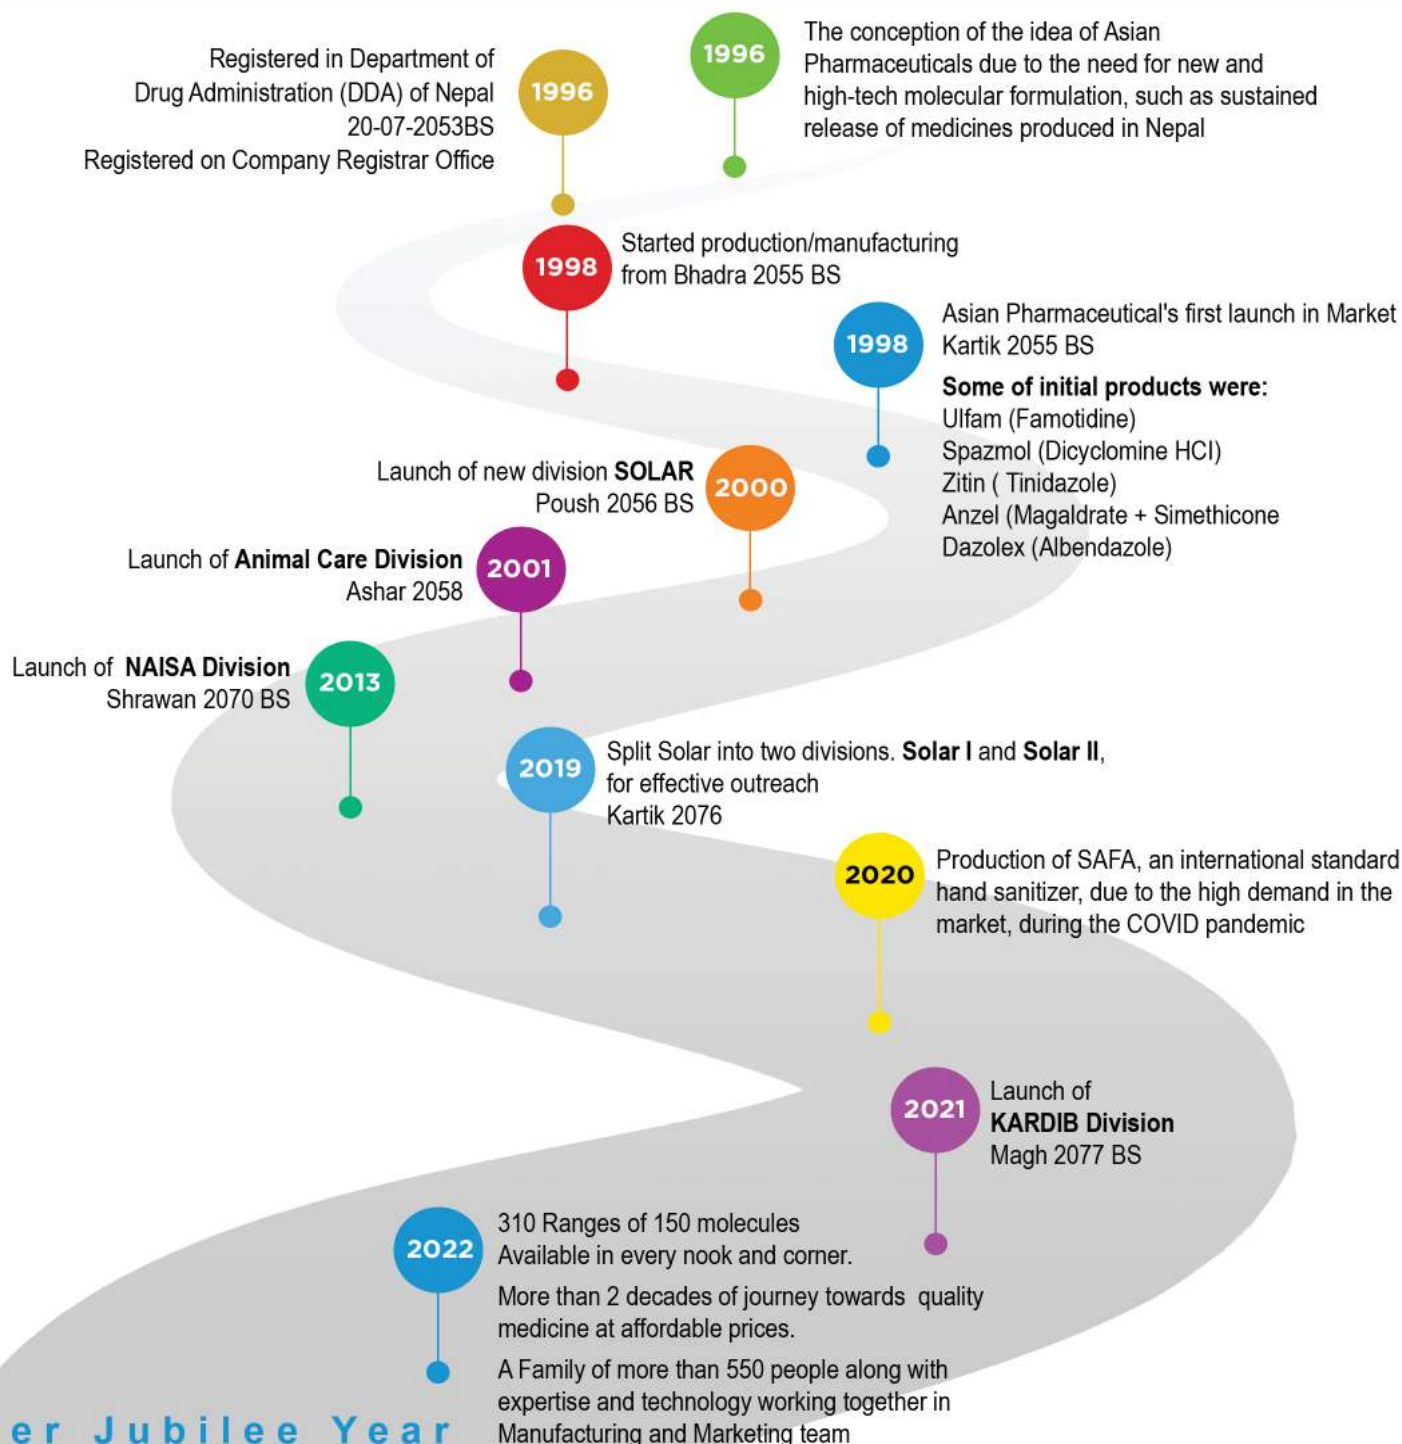 1996
The conception of the idea of Asian
Pharmaceuticals due to the need for new and
high-tech molecular formulation, such as sustained
release of medicines produced in Nepal
Registered in Department of
Drug Administration (DDA) of Nepal
20-07-2053BS
Registered on Company Registrar Office
1996
1998
Started production/manufacturing
from Bhadra 2055 BS
1998
Asian Pharmaceutical's first launch in Market
Kartik 2055 BS
Some of initial products were:
Ulfam (Famotidine)
Spazmol (Dicyclomine HCI)
Zitin ( Tinidazole)
Anzel (Magaldrate + Simethicone
Dazolex (Albendazole)
Launch of new division SOLAR
Poush 2056 BS
2000
Launch of Animal Care Division
Ashar 2058
2001
Launch of NAISA Division
Shrawan 2070 BS
2013
2019
Split Solar into two divisions. Solar I and Solar II,
for effective outreach
Kartik 2076
2020
Production of SAFA, an international standard
hand sanitizer, due to the high demand in the
market, during the COVID pandemic
2021
Launch of
KARDIB Division
Magh 2077 BS
2022
310 Ranges of 150 molecules
Available in every nook and corner.
More than 2 decades of journey towards quality
medicine at affordable prices.
A Family of more than 550 people along with
expertise and technology working together in
Manufacturing and Marketing team
er Jubilee Year